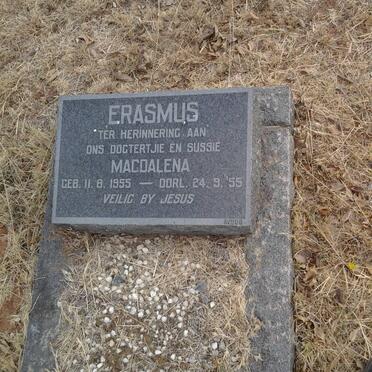 ERASMUS
TER HERINNERING AAN
ONS DOGTERTJIE EN SUSSIE
MAGDALENA
GEB. 11. 8. 1955 — OORL. 24. 9. '55
VEILIG BY JESUS